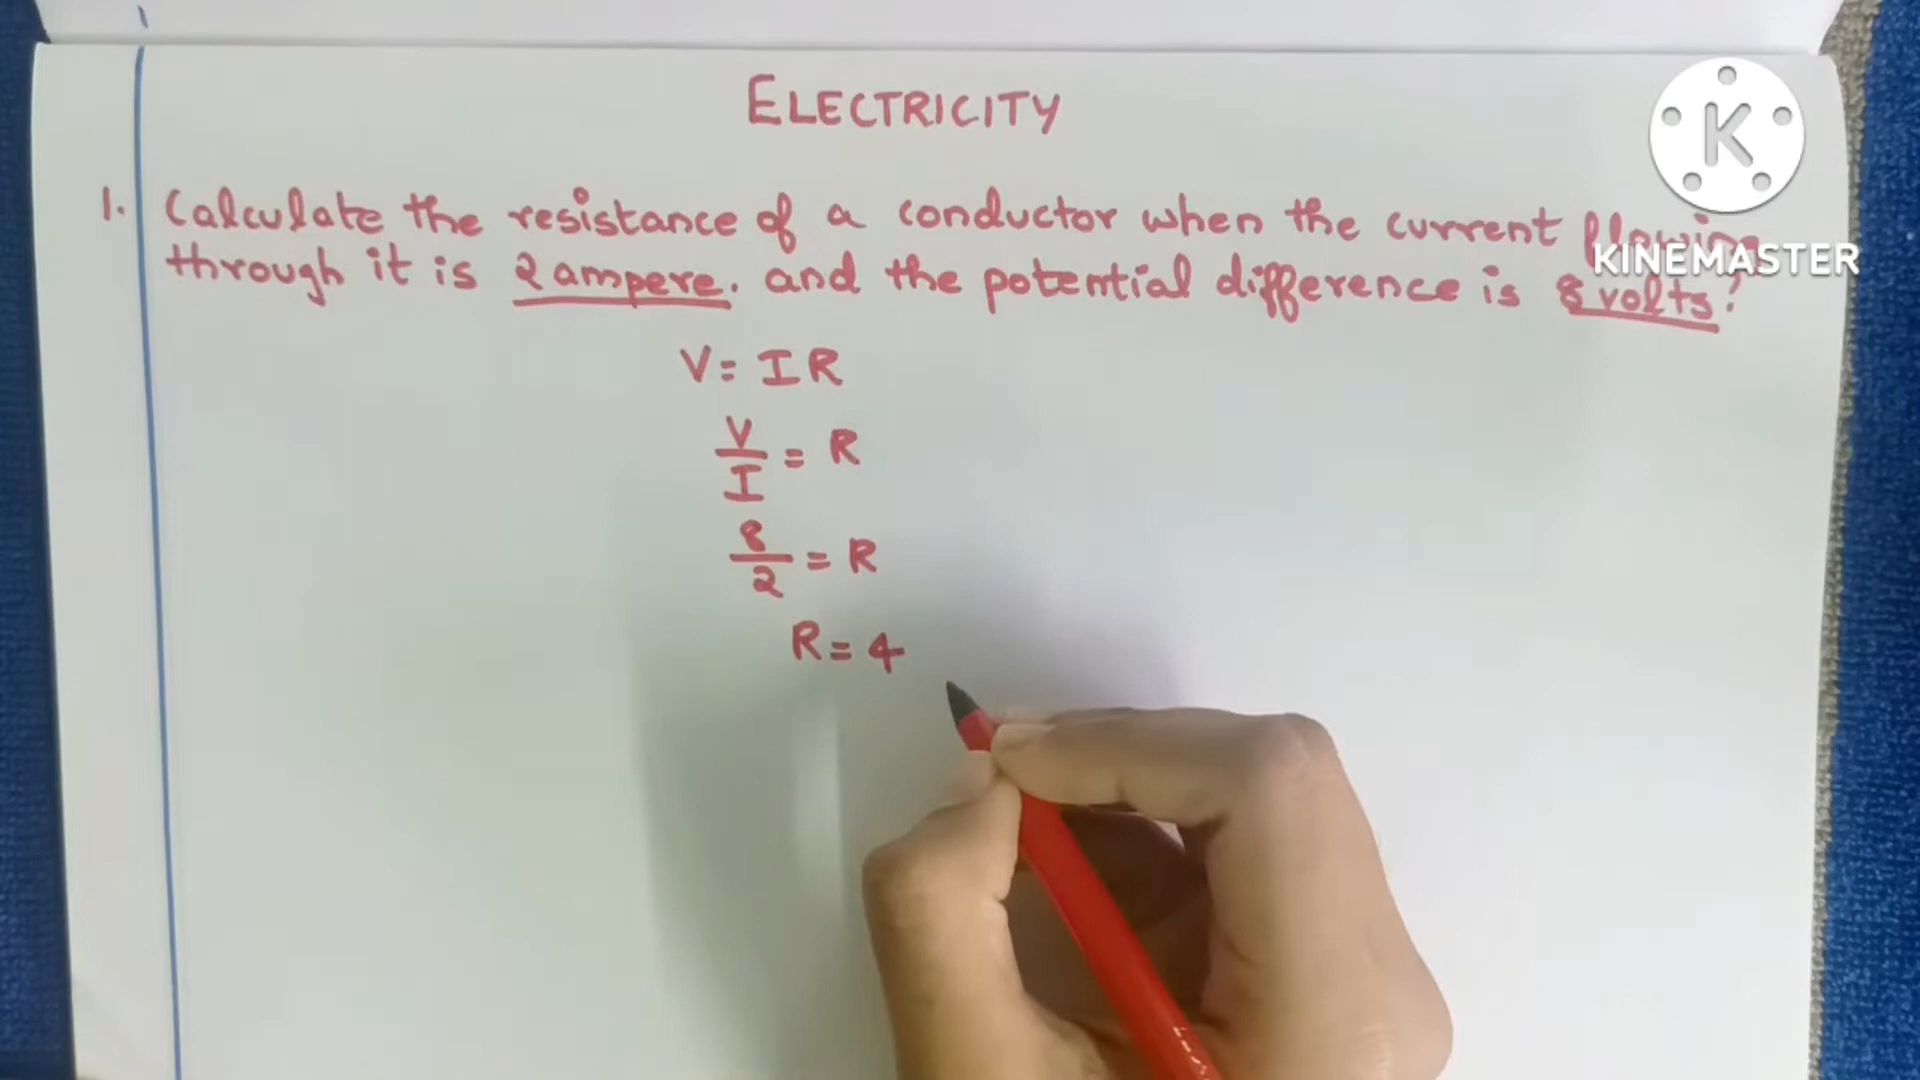 ELECTRICITY
K
1. Calculate the resistance of a conductor when the current flowing
KINEMASTER
through it is 2 ampere. and the potential difference is 8 volts?
V = I R
V/I = R
8/2 = R
R = 4